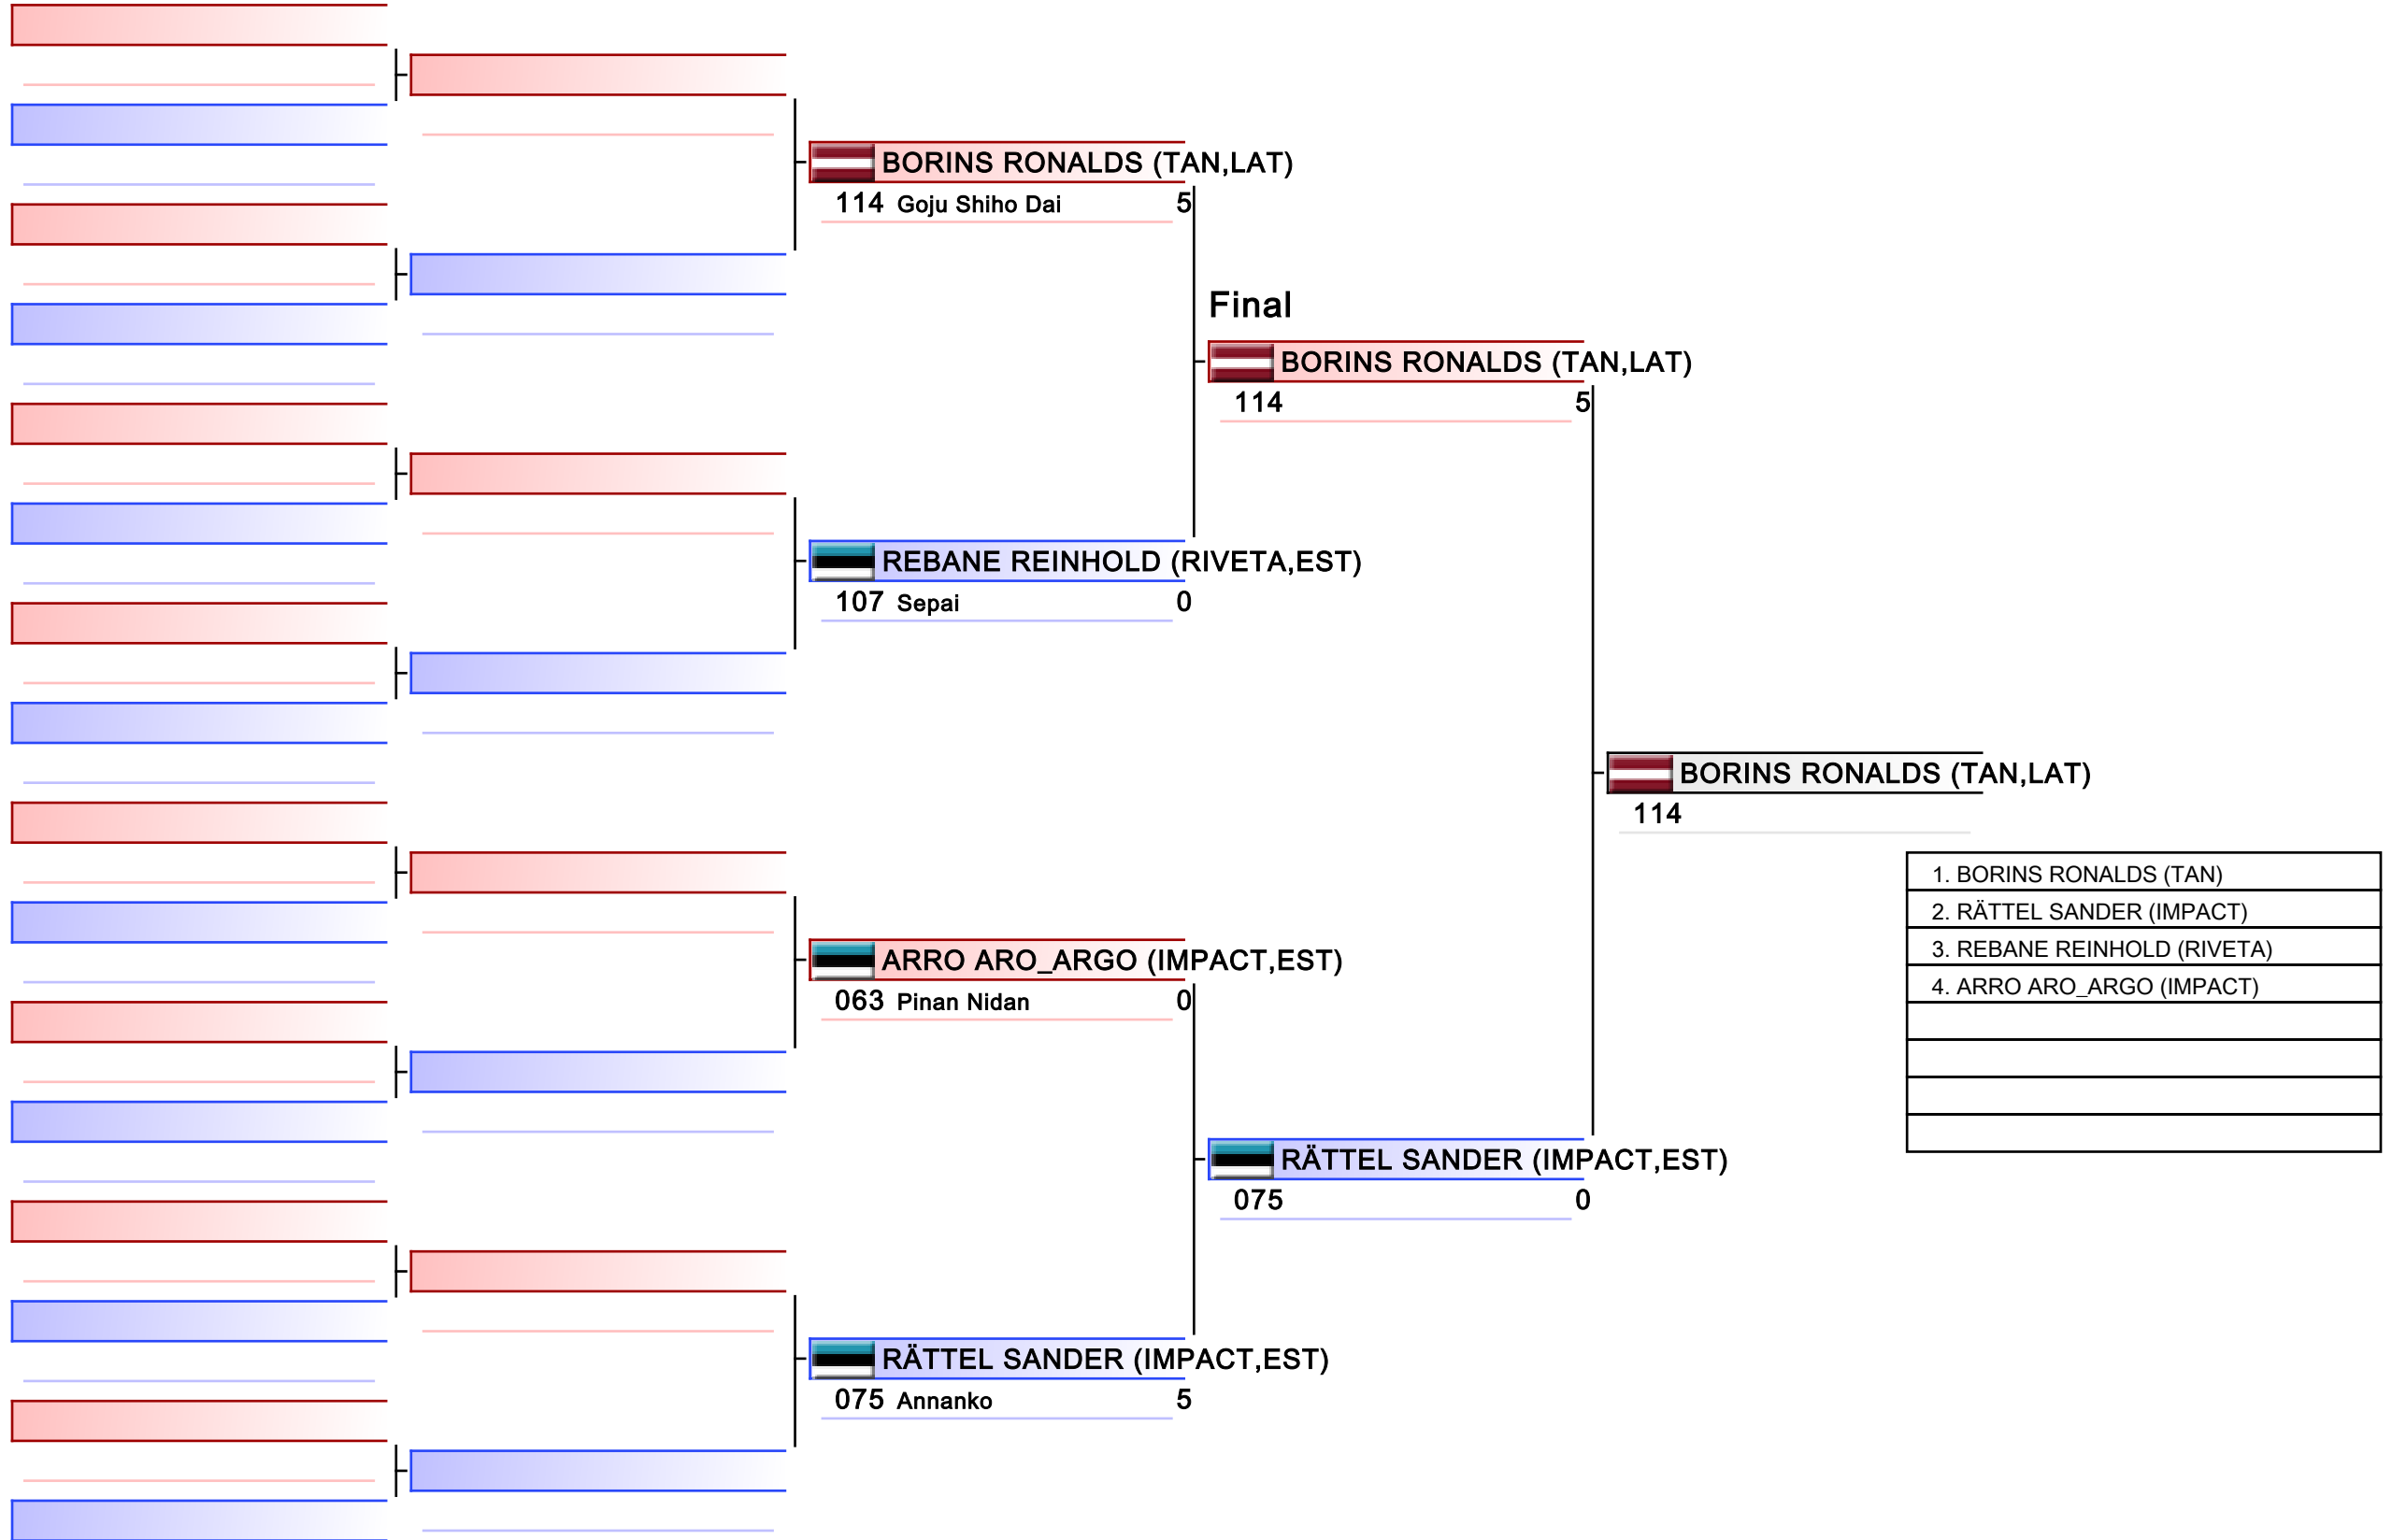 BORINS RONALDS (TAN,LAT)
114 Goju Shiho Dai 5
Final
BORINS RONALDS (TAN,LAT)
114 5
REBANE REINHOLD (RIVETA,EST)
107 Sepai 0
BORINS RONALDS (TAN,LAT)
114
1. BORINS RONALDS (TAN)
2. RÄTTEL SANDER (IMPACT)
3. REBANE REINHOLD (RIVETA)
4. ARRO ARO_ARGO (IMPACT)
ARRO ARO_ARGO (IMPACT,EST)
063 Pinan Nidan 0
RÄTTEL SANDER (IMPACT,EST)
075 0
RÄTTEL SANDER (IMPACT,EST)
075 Annanko 5